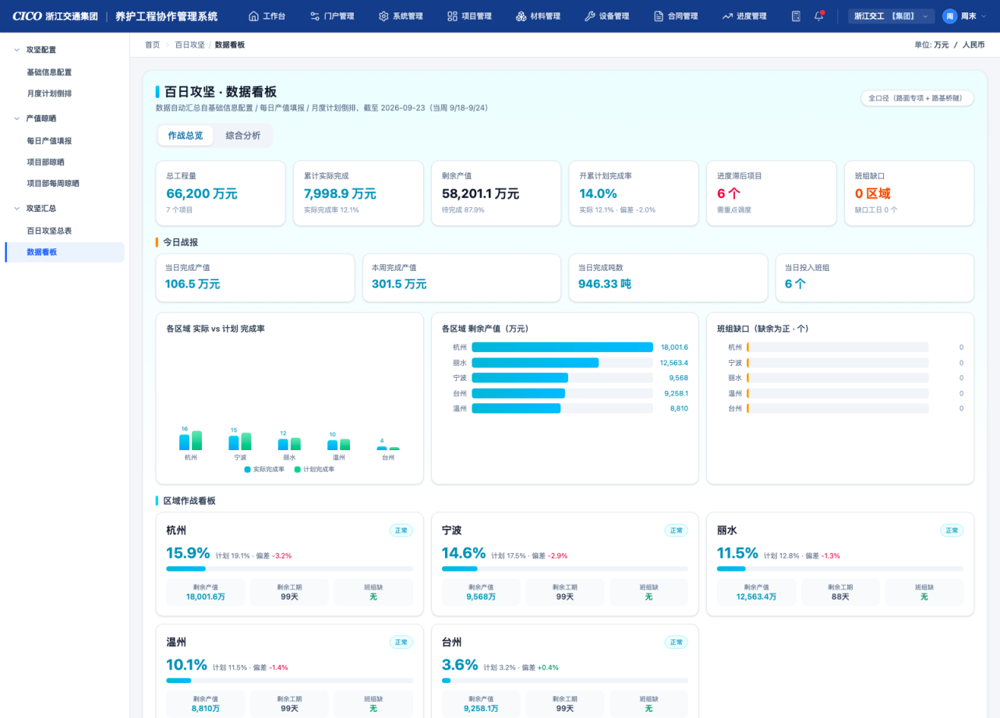 CICO 浙江交通集团 | 养护工程协作管理系统 工作台 门户管理 系统管理 项目管理 材料管理 设备管理 合同管理 进度管理 浙江交工 【集团】 周 周末
攻坚配置
基础信息配置
月度计划倒排
产值晾晒
每日产值填报
项目部晾晒
项目部每周晾晒
攻坚汇总
百日攻坚总表
数据看板
首页 百日攻坚 / 数据看板 单位: 万元 / 人民币
百日攻坚 · 数据看板
数据自动汇总自基础信息配置 / 每日产值填报 / 月度计划倒排，截至 2026-09-23（当周 9/18-9/24）
全口径（路面专项 + 路基桥隧）
作战总览 综合分析
总工程量
66,200 万元
7 个项目
累计实际完成
7,998.9 万元
实际完成率 12.1%
剩余产值
58,201.1 万元
待完成 87.9%
开累计划完成率
14.0%
实际 12.1% · 偏差 -2.0%
进度滞后项目
6 个
需重点调度
班组缺口
0 区域
缺口工日 0 个
今日战报
当日完成产值
106.5 万元
本周完成产值
301.5 万元
当日完成吨数
946.33 吨
当日投入班组
6 个
各区域 实际 vs 计划 完成率
16 15 12 10 4
杭州 宁波 丽水 温州 台州
实际完成率 计划完成率
各区域 剩余产值（万元）
杭州 18,001.6
丽水 12,563.4
宁波 9,568
台州 9,258.1
温州 8,810
班组缺口（缺余为正 · 个）
杭州 0
宁波 0
丽水 0
温州 0
台州 0
区域作战看板
杭州 正常
15.9% 计划 19.1% · 偏差 -3.2%
剩余产值 剩余工期 班组缺
18,001.6万 99天 无
宁波 正常
14.6% 计划 17.5% · 偏差 -2.9%
剩余产值 剩余工期 班组缺
9,568万 99天 无
丽水 正常
11.5% 计划 12.8% · 偏差 -1.3%
剩余产值 剩余工期 班组缺
12,563.4万 88天 无
温州 正常
10.1% 计划 11.5% · 偏差 -1.4%
剩余产值 剩余工期 班组缺
8,810万 99天 无
台州 正常
3.6% 计划 3.2% · 偏差 +0.4%
剩余产值 剩余工期 班组缺
9,258.1万 99天 无